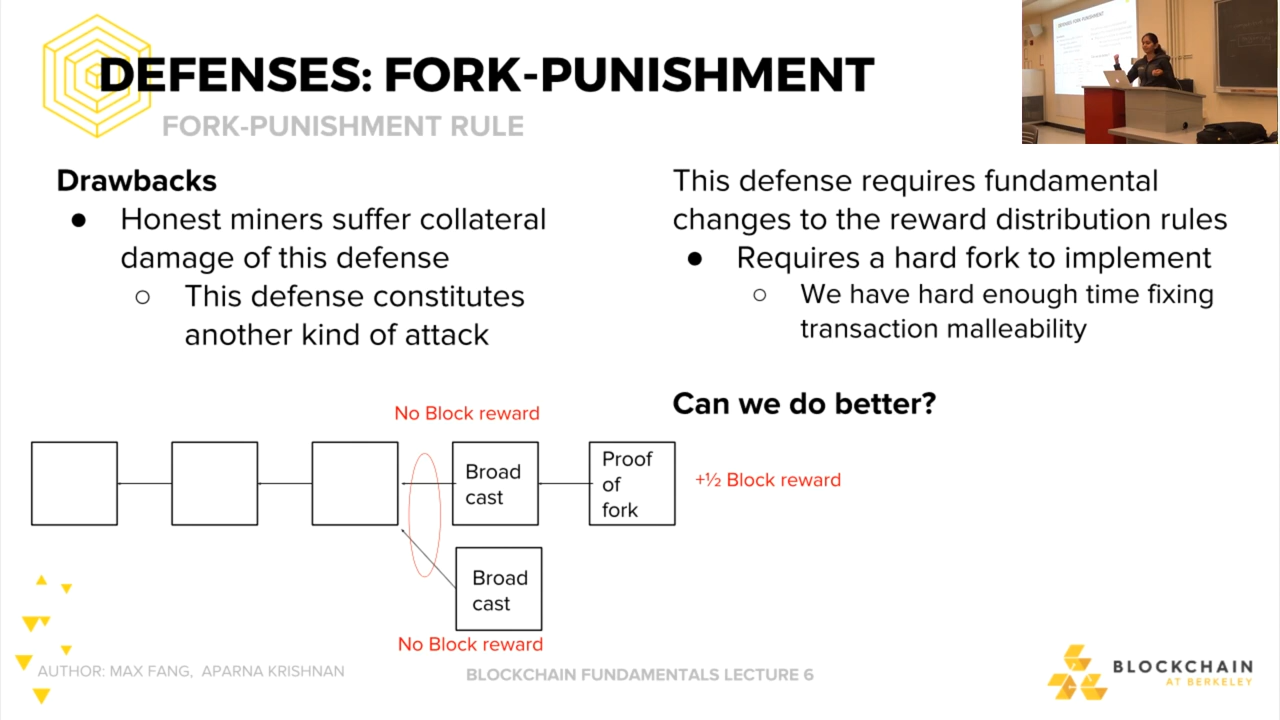 DEFENSES: FORK-PUNISHMENT
FORK-PUNISHMENT RULE
Drawbacks
● Honest miners suffer collateral
damage of this defense
○ This defense constitutes
another kind of attack
This defense requires fundamental
changes to the reward distribution rules
● Requires a hard fork to implement
○ We have hard enough time fixing
transaction malleability
Can we do better?
No Block reward
Broad
cast
Proof
of
fork
+½ Block reward
Broad
cast
No Block reward
AUTHOR: MAX FANG, APARNA KRISHNAN
BLOCKCHAIN FUNDAMENTALS LECTURE 6
BLOCKCHAIN
AT BERKELEY